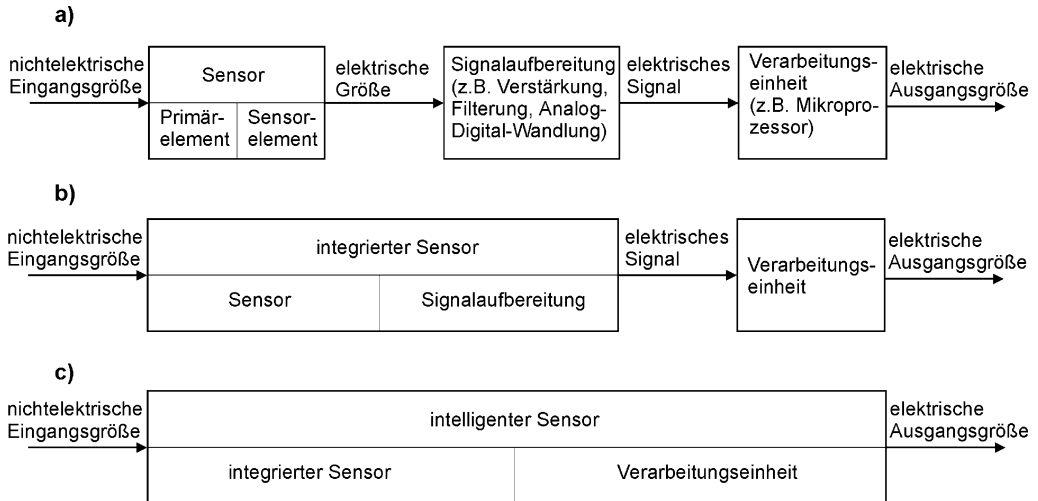 a)
nichtelektrische
Eingangsgröße
Sensor
Primär-
element
Sensor-
element
elektrische
Größe
Signalaufbereitung
(z.B. Verstärkung,
Filterung, Analog-
Digital-Wandlung)
elektrisches
Signal
Verarbeitungs-
einheit
(z.B. Mikropro-
zessor)
elektrische
Ausgangsgröße
b)
nichtelektrische
Eingangsgröße
integrierter Sensor
Sensor
Signalaufbereitung
elektrisches
Signal
Verarbeitungs-
einheit
elektrische
Ausgangsgröße
c)
nichtelektrische
Eingangsgröße
intelligenter Sensor
integrierter Sensor
Verarbeitungseinheit
elektrische
Ausgangsgröße